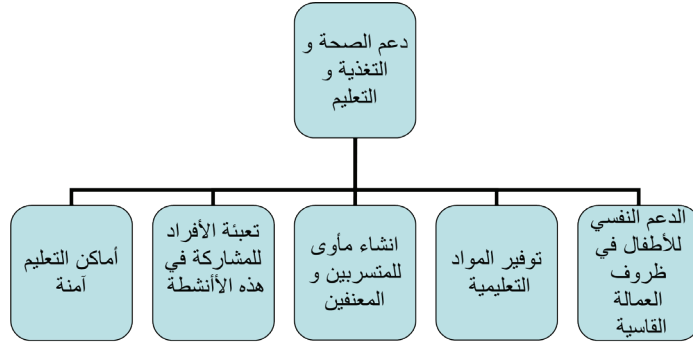 دعم الصحة و
التغذية و
التعليم
الدعم النفسي
للأطفال في
ظروف
العمالة
القاسية
توفير المواد
التعليمية
انشاء مأوى
للمتسربين و
المعنفين
تعبئة الأفراد
للمشاركة في
هذه الأأنشطة
أماكن التعليم
آمنة